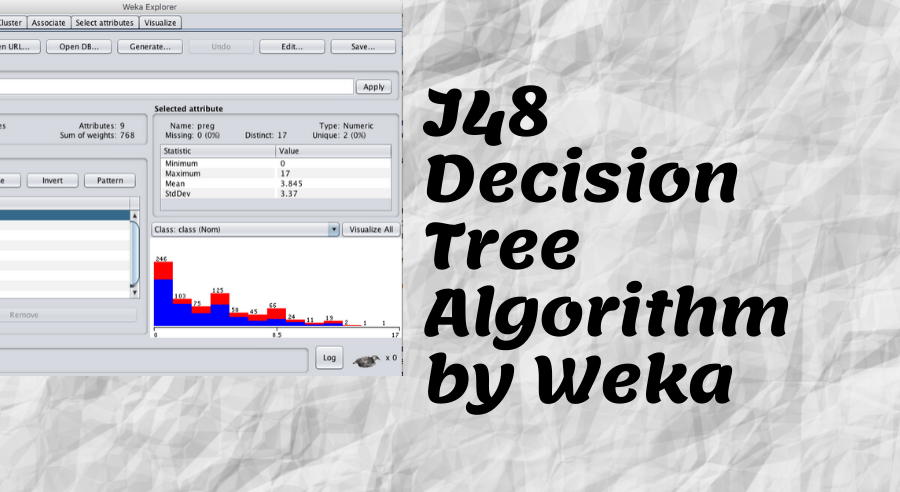 Weka Explorer
Cluster Associate Select attributes Visualize
en URL... Open DB... Generate... Undo Edit... Save...
Apply
Selected attribute
es Attributes: 9 Name: preg Type: Numeric
Sum of weights: 768 Missing: 0 (0%) Distinct: 17 Unique: 2 (0%)
Statistic Value
Minimum 0
Maximum 17
Mean 3.845
StdDev 3.37
e Invert Pattern
Class: class (Nom) Visualize All
246
103
75
125
50
45
66
24
11
19
2
1
1
0 8.5 17
Remove
Log x 0
J48
Decision
Tree
Algorithm
by Weka